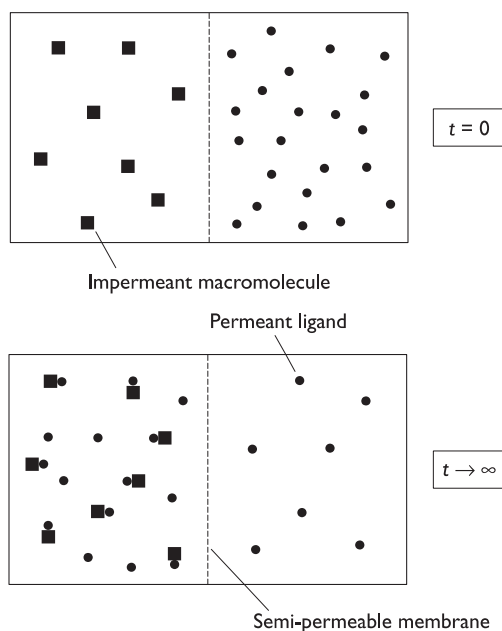 t = 0
Impermeant macromolecule
Permeant ligand
t → ∞
Semi-permeable membrane